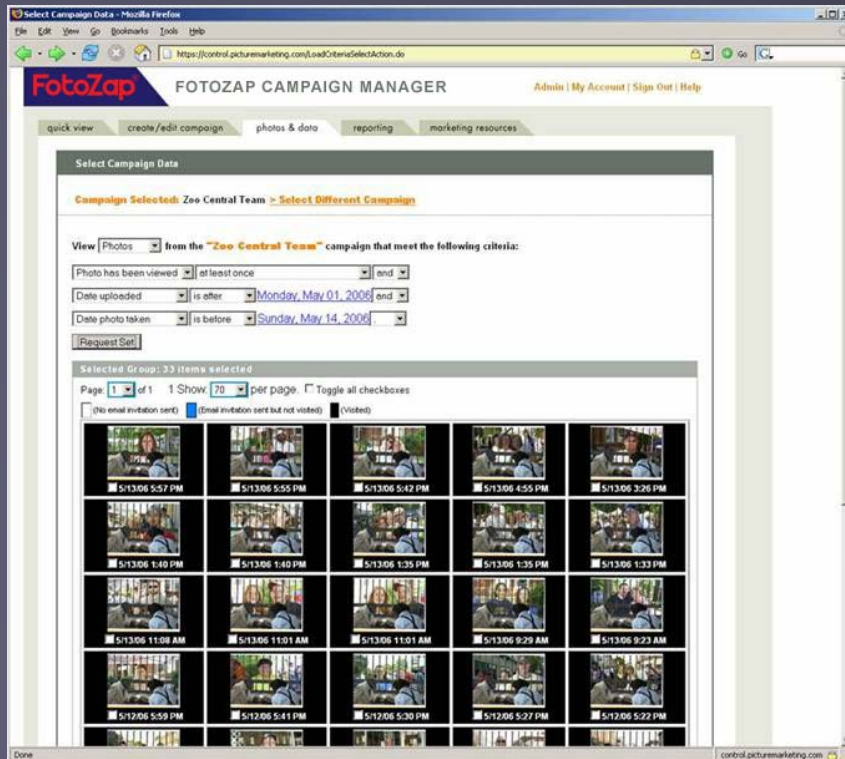 Select Campaign Data - Mozilla Firefox
File Edit View Go Bookmarks Tools Help
https://control.picturemarketing.com/LoadCriteriaSelectAction.do Go
FotoZap® FOTOZAP CAMPAIGN MANAGER Admin | My Account | Sign Out | Help
quick view create/edit campaign photos & data reporting marketing resources
Select Campaign Data
Campaign Selected: Zoo Central Team > Select Different Campaign
View Photos from the "Zoo Central Team" campaign that meet the following criteria:
Photo has been viewed at least once and
Date uploaded is after Monday, May 01, 2006 and
Date photo taken is before Sunday, May 14, 2006 .
Request Set
Selected Group: 33 items selected
Page: 1 of 1 1 Show: 70 per page. Toggle all checkboxes
(No email invitation sent) (Email invitation sent but not visited) (Visited)
5/13/06 5:57 PM 5/13/06 5:55 PM 5/13/06 5:42 PM 5/13/06 4:55 PM 5/13/06 3:26 PM
5/13/06 1:40 PM 5/13/06 1:40 PM 5/13/06 1:35 PM 5/13/06 1:35 PM 5/13/06 1:33 PM
5/13/06 11:08 AM 5/13/06 11:01 AM 5/13/06 11:01 AM 5/13/06 9:29 AM 5/13/06 9:23 AM
5/12/06 5:59 PM 5/12/06 5:41 PM 5/12/06 5:30 PM 5/12/06 5:27 PM 5/12/06 5:22 PM
Done control.picturemarketing.com